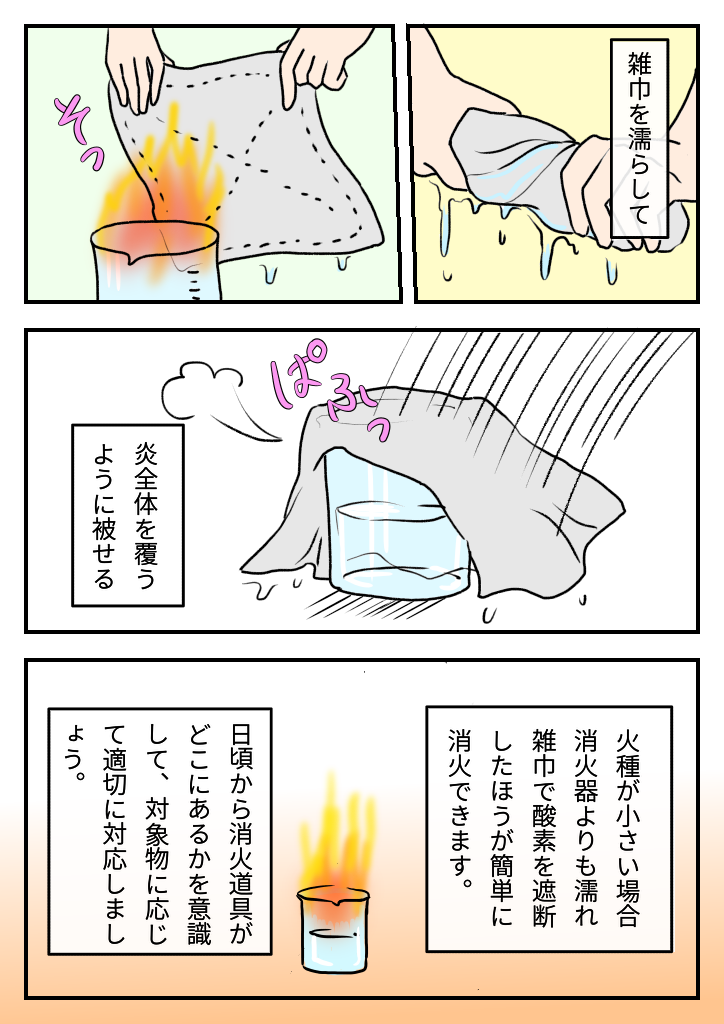 雑巾を濡らして
そっ
ぱふっ
炎全体を覆う
ように被せる
火種が小さい場合
消火器よりも濡れ
雑巾で酸素を遮断
したほうが簡単に
消火できます。
日頃から消火道具が
どこにあるかを意識
して、対象物に応じ
て適切に対応しまし
ょう。